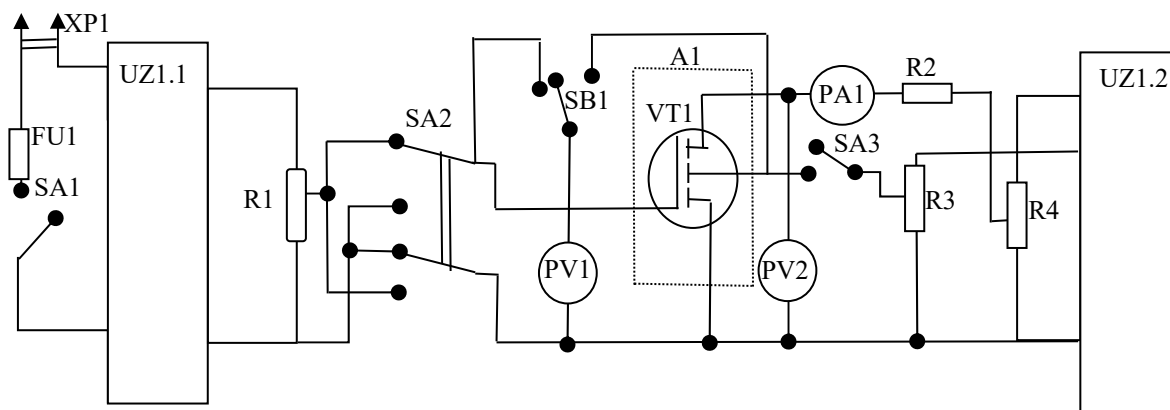 XP1
UZ1.1
FU1
SA1
R1
SA2
SB1
PV1
A1
VT1
PV2
PA1
R2
SA3
R3
R4
UZ1.2